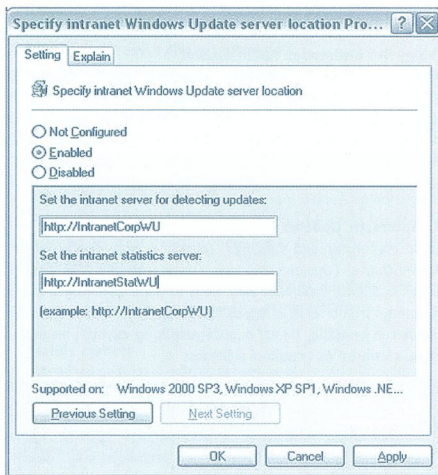 Specify intranet Windows Update server location Pro... ? X
Setting Explain
Specify intranet Windows Update server location
Not Configured
Enabled
Disabled
Set the intranet server for detecting updates:
http://IntranetCorpWU
Set the intranet statistics server:
http://IntranetStatWU
(example: http://IntranetCorpWU)
Supported on: Windows 2000 SP3, Windows XP SP1, Windows .NE...
Previous Setting Next Setting
OK Cancel Apply